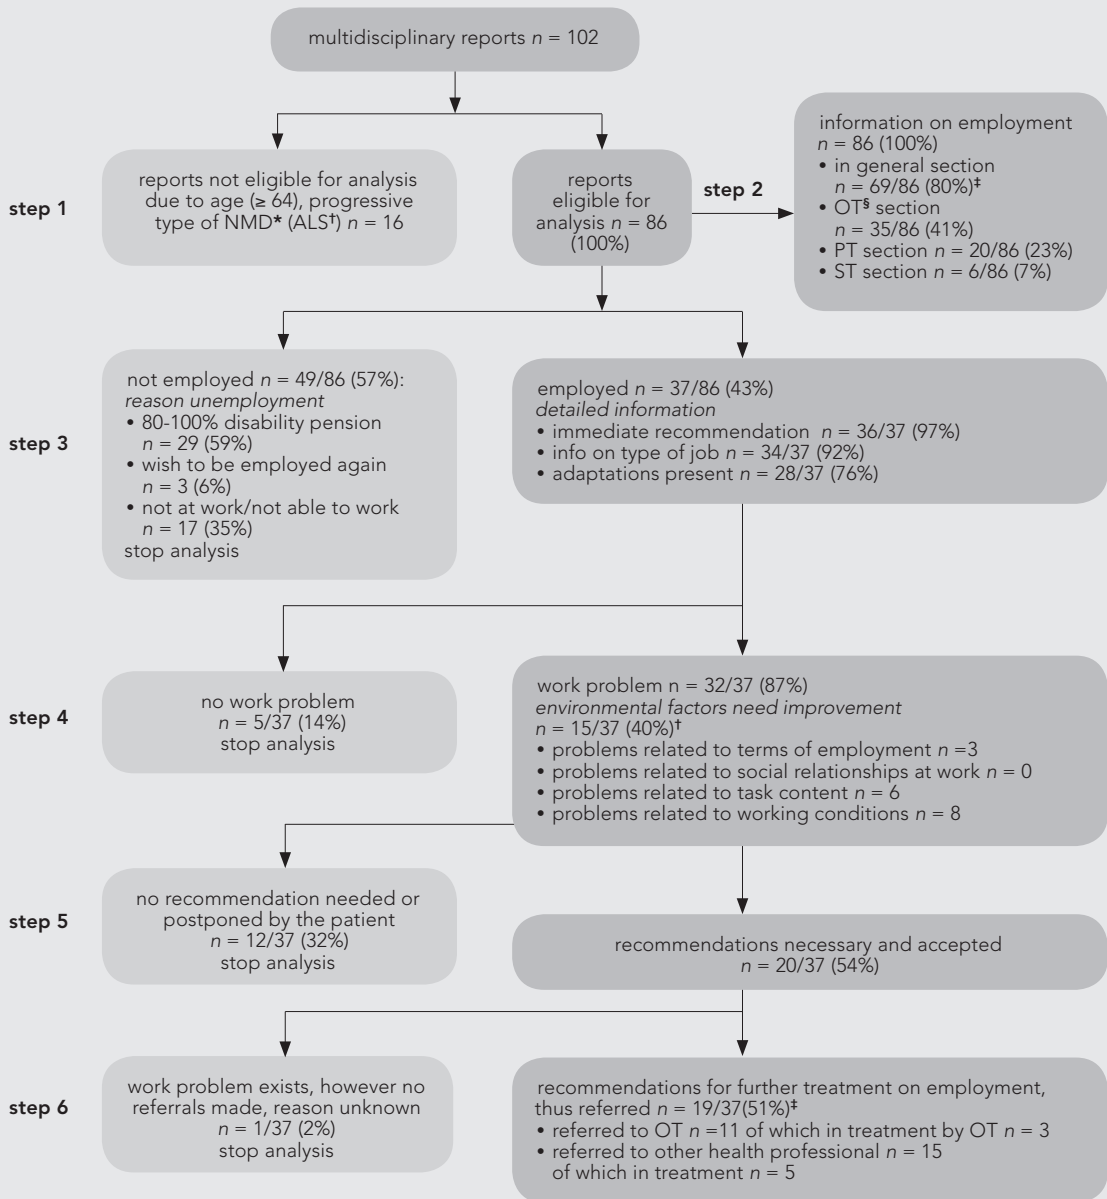 multidisciplinary reports n = 102
step 1
reports not eligible for analysis
due to age (≥ 64), progressive
type of NMD* (ALS†) n = 16
reports
eligible for
analysis n = 86
(100%)
step 2
information on employment
n = 86 (100%)
• in general section
n = 69/86 (80%)‡
• OT§ section
n = 35/86 (41%)
• PT section n = 20/86 (23%)
• ST section n = 6/86 (7%)
step 3
not employed n = 49/86 (57%):
reason unemployment
• 80-100% disability pension
n = 29 (59%)
• wish to be employed again
n = 3 (6%)
• not at work/not able to work
n = 17 (35%)
stop analysis
employed n = 37/86 (43%)
detailed information
• immediate recommendation n = 36/37 (97%)
• info on type of job n = 34/37 (92%)
• adaptations present n = 28/37 (76%)
step 4
no work problem
n = 5/37 (14%)
stop analysis
work problem n = 32/37 (87%)
environmental factors need improvement
n = 15/37 (40%)†
• problems related to terms of employment n =3
• problems related to social relationships at work n = 0
• problems related to task content n = 6
• problems related to working conditions n = 8
step 5
no recommendation needed or
postponed by the patient
n = 12/37 (32%)
stop analysis
recommendations necessary and accepted
n = 20/37 (54%)
step 6
work problem exists, however no
referrals made, reason unknown
n = 1/37 (2%)
stop analysis
recommendations for further treatment on employment,
thus referred n = 19/37(51%)‡
• referred to OT n =11 of which in treatment by OT n = 3
• referred to other health professional n = 15
of which in treatment n = 5